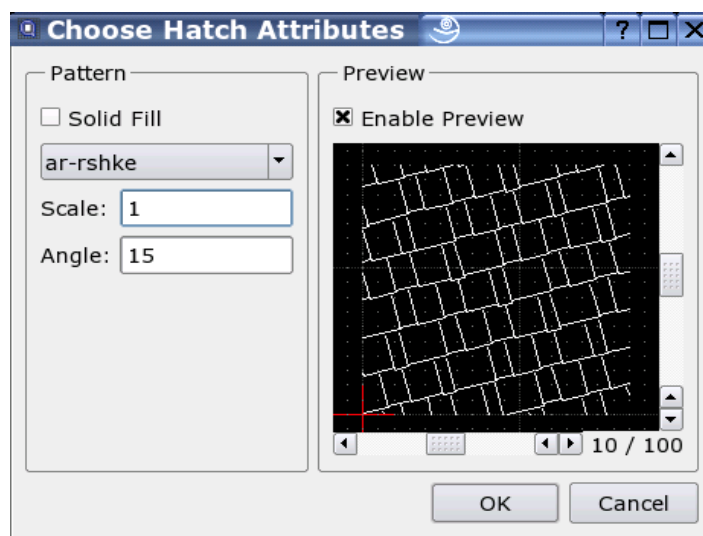 Choose Hatch Attributes
Pattern
Solid Fill
ar-rshke
Scale: 1
Angle: 15
Preview
Enable Preview
10 / 100
OK
Cancel